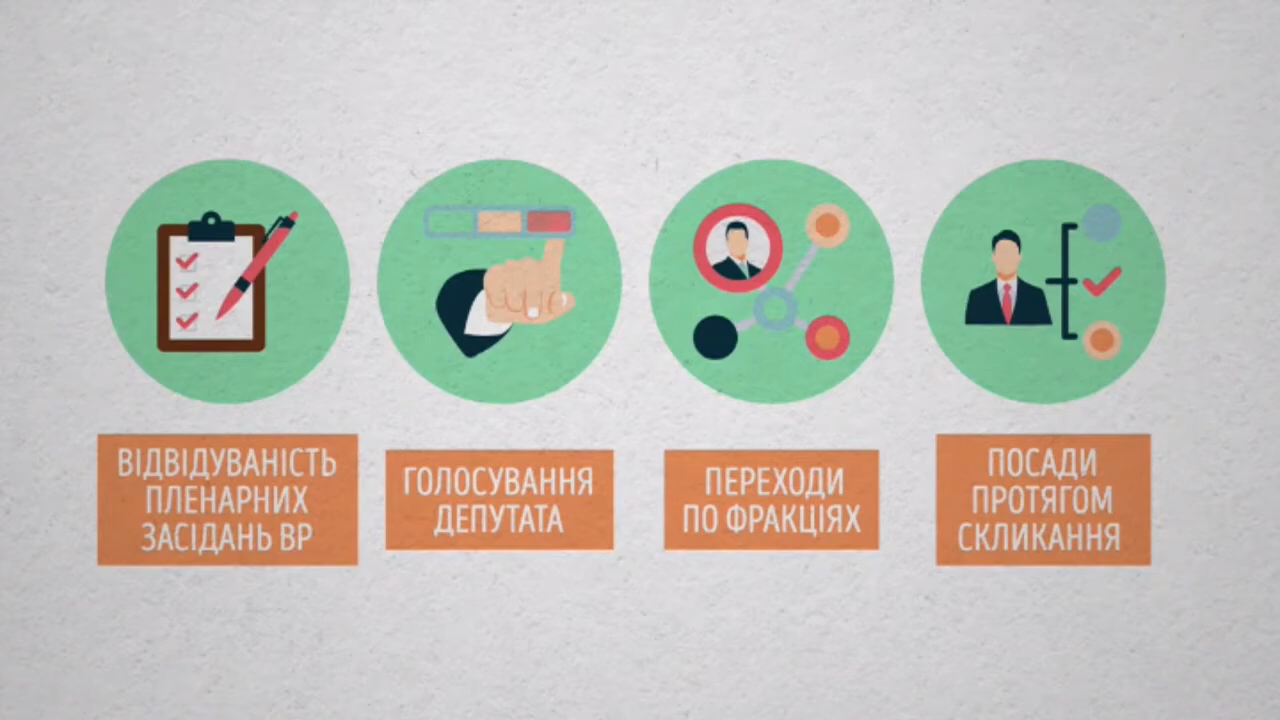 ВІДВІДУВАНІСТЬ
ПЛЕНАРНИХ
ЗАСІДАНЬ ВР
ГОЛОСУВАННЯ
ДЕПУТАТА
ПЕРЕХОДИ
ПО ФРАКЦІЯХ
ПОСАДИ
ПРОТЯГОМ
СКЛИКАННЯ